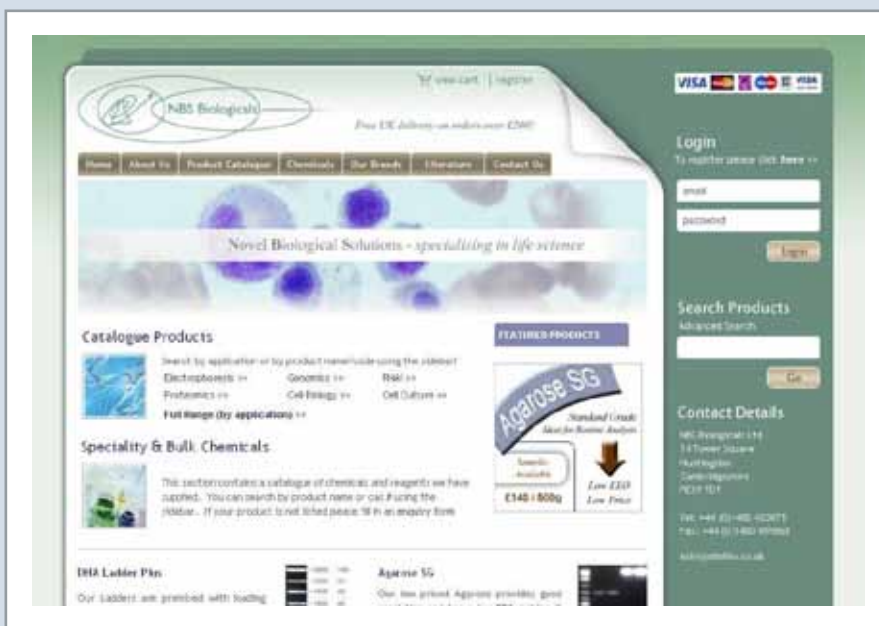 view cart | register
VISA
NBS Biologicals
Free UK delivery on orders over £200!
Home
About Us
Product Catalogue
Chemicals
Our Brands
Literature
Contact Us
Novel Biological Solutions - specialising in life science
Login
To register please click here >>
email
password
Login
Catalogue Products
Search by application or by product name/code using the sidebar!
Electrophoresis >>
Genomics >>
RNAi >>
Proteomics >>
Cell Biology >>
Cell Culture >>
Full Range (by application) >>
FEATURED PRODUCTS
Agarose SG
Standard Grade
Ideal for Routine Analysis
Samples
Available
£140 / 500g
Low EEO
Low Price
Search Products
Advanced Search
Go
Speciality & Bulk Chemicals
This section contains a catalogue of chemicals and reagents we have
supplied. You can search by product name or cas # using the
sidebar. If your product is not listed please fill in an enquiry form
Contact Details
NBS Biologicals Ltd
14 Tower Square
Huntingdon
Cambridgeshire
DNA Ladder Plus
Our Ladders are premixed with loading
Agarose SG
Our low priced Agarose provides good